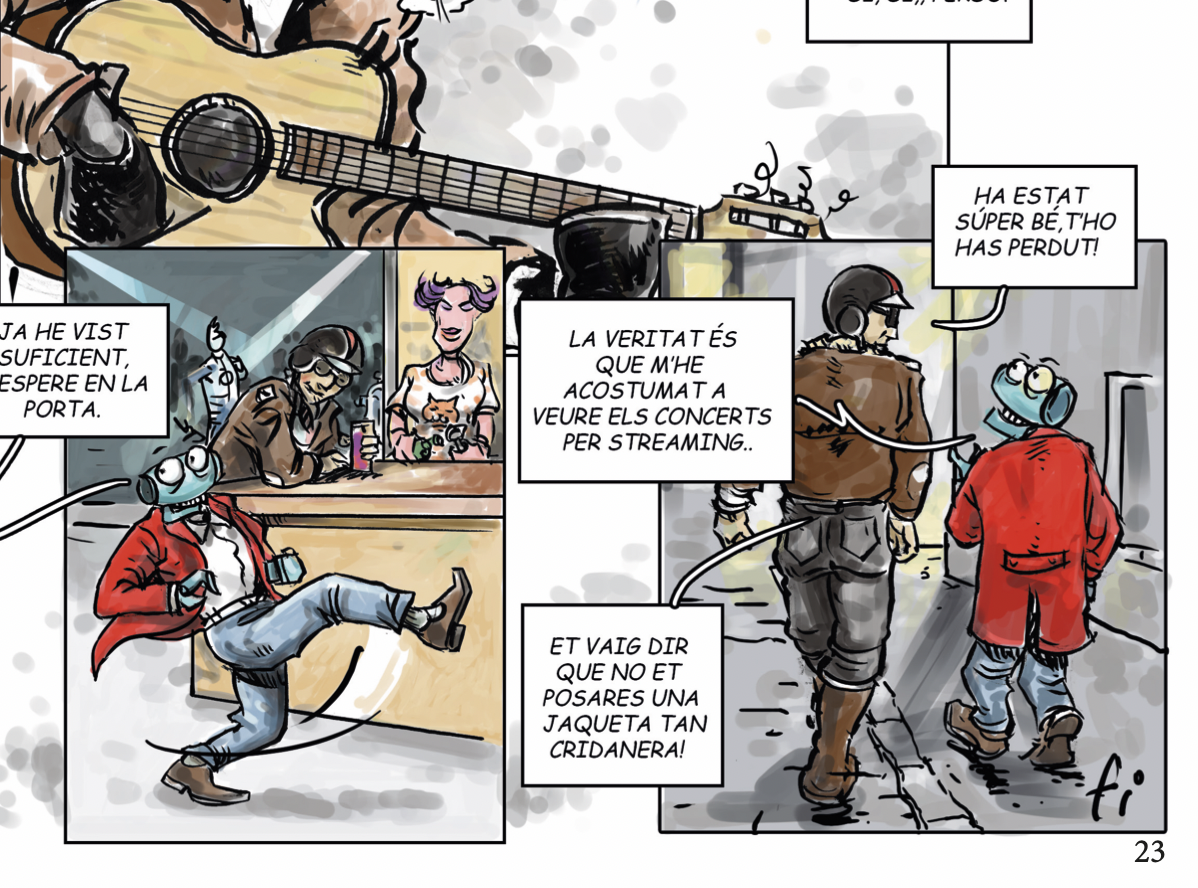 JA HE VIST
SUFICIENT,
ESPERE EN LA
PORTA.
HA ESTAT
SÚPER BÉ,T'HO
HAS PERDUT!
LA VERITAT ÉS
QUE M'HE
ACOSTUMAT A
VEURE ELS CONCERTS
PER STREAMING..
ET VAIG DIR
QUE NO ET
POSARES UNA
JAQUETA TAN
CRIDANERA!
fi
23